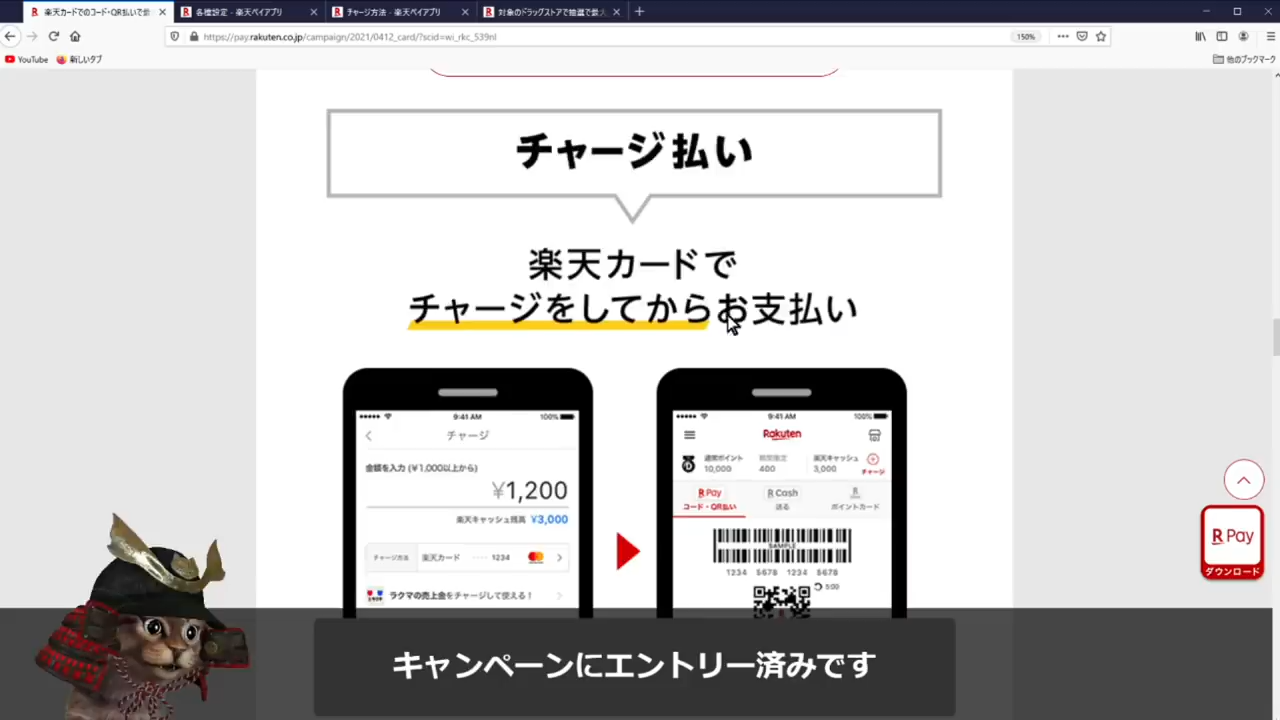 楽天カードでのコード・QR払いで最
各種設定 - 楽天ペイアプリ
チャージ方法 - 楽天ペイアプリ
対象のドラッグストアで抽選で最大
https://pay.rakuten.co.jp/campaign/2021/0412_card/?scid=wi_rkc_539nl
150%
YouTube
新しいタブ
他のブックマーク
チャージ払い
楽天カードで
チャージをしてからお支払い
9:41 AM
100%
チャージ
金額を入力 (¥1,000以上から)
¥1,200
楽天キャッシュ残高 ¥3,000
チャージ方法
楽天カード ···· 1234
ラクマの売上金をチャージして使える!
9:41 AM
100%
Rakuten
通常ポイント
10,000
期間限定
400
楽天キャッシュ
3,000
チャージ
R Pay
コード・QR払い
R Cash
送る
R
ポイントカード
SAMPLE
1234 5678 1234 5678
5:00
R Pay
ダウンロード
キャンペーンにエントリー済みです